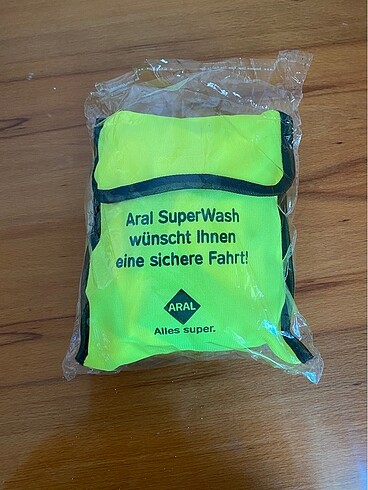 Aral SuperWash
wünscht Ihnen
eine sichere Fahrt!
ARAL
Alles super.